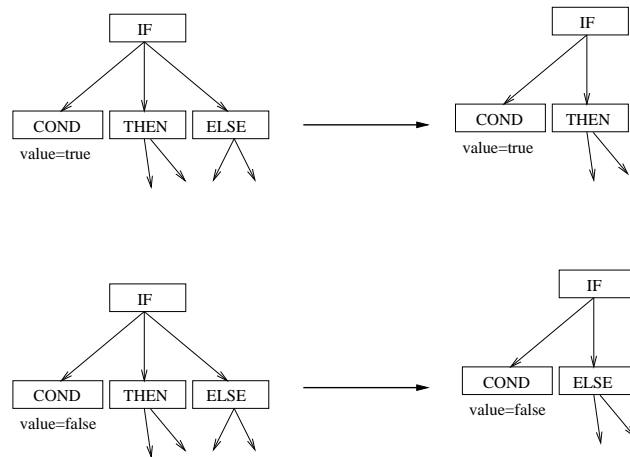 IF
IF
COND THEN ELSE
COND THEN
value=true
value=true
IF
IF
COND THEN ELSE
COND ELSE
value=false
value=false